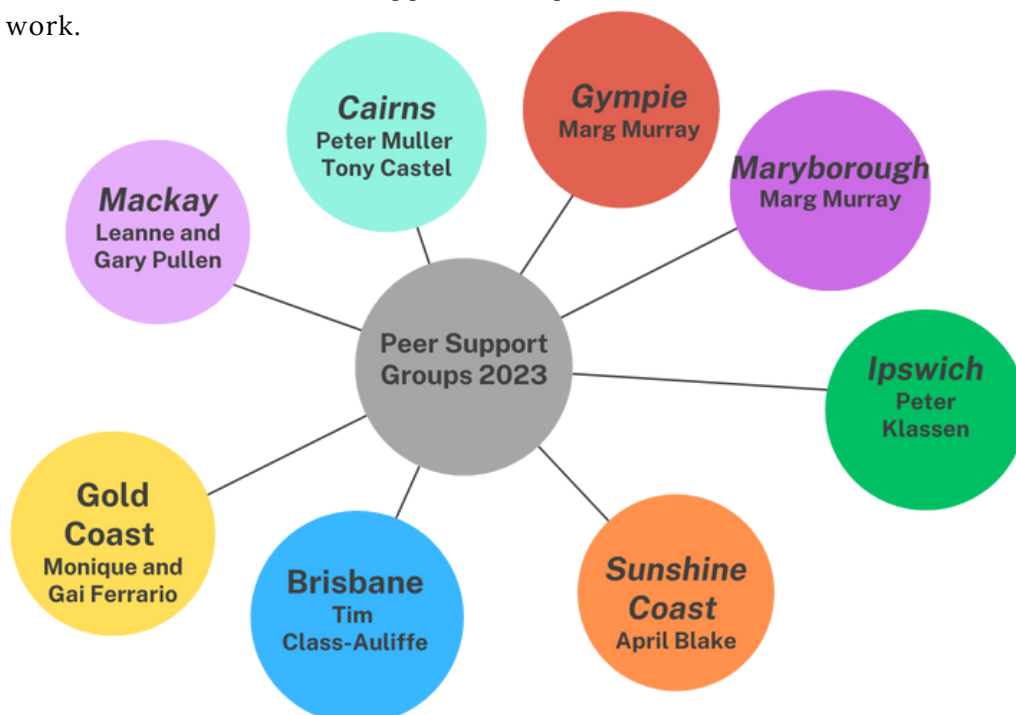 work.
Cairns
Peter Muller
Tony Castel
Gympie
Marg Murray
Maryborough
Marg Murray
Mackay
Leanne and
Gary Pullen
Peer Support
Groups 2023
Ipswich
Peter
Klassen
Gold
Coast
Monique and
Gai Ferrario
Brisbane
Tim
Class-Auliffe
Sunshine
Coast
April Blake